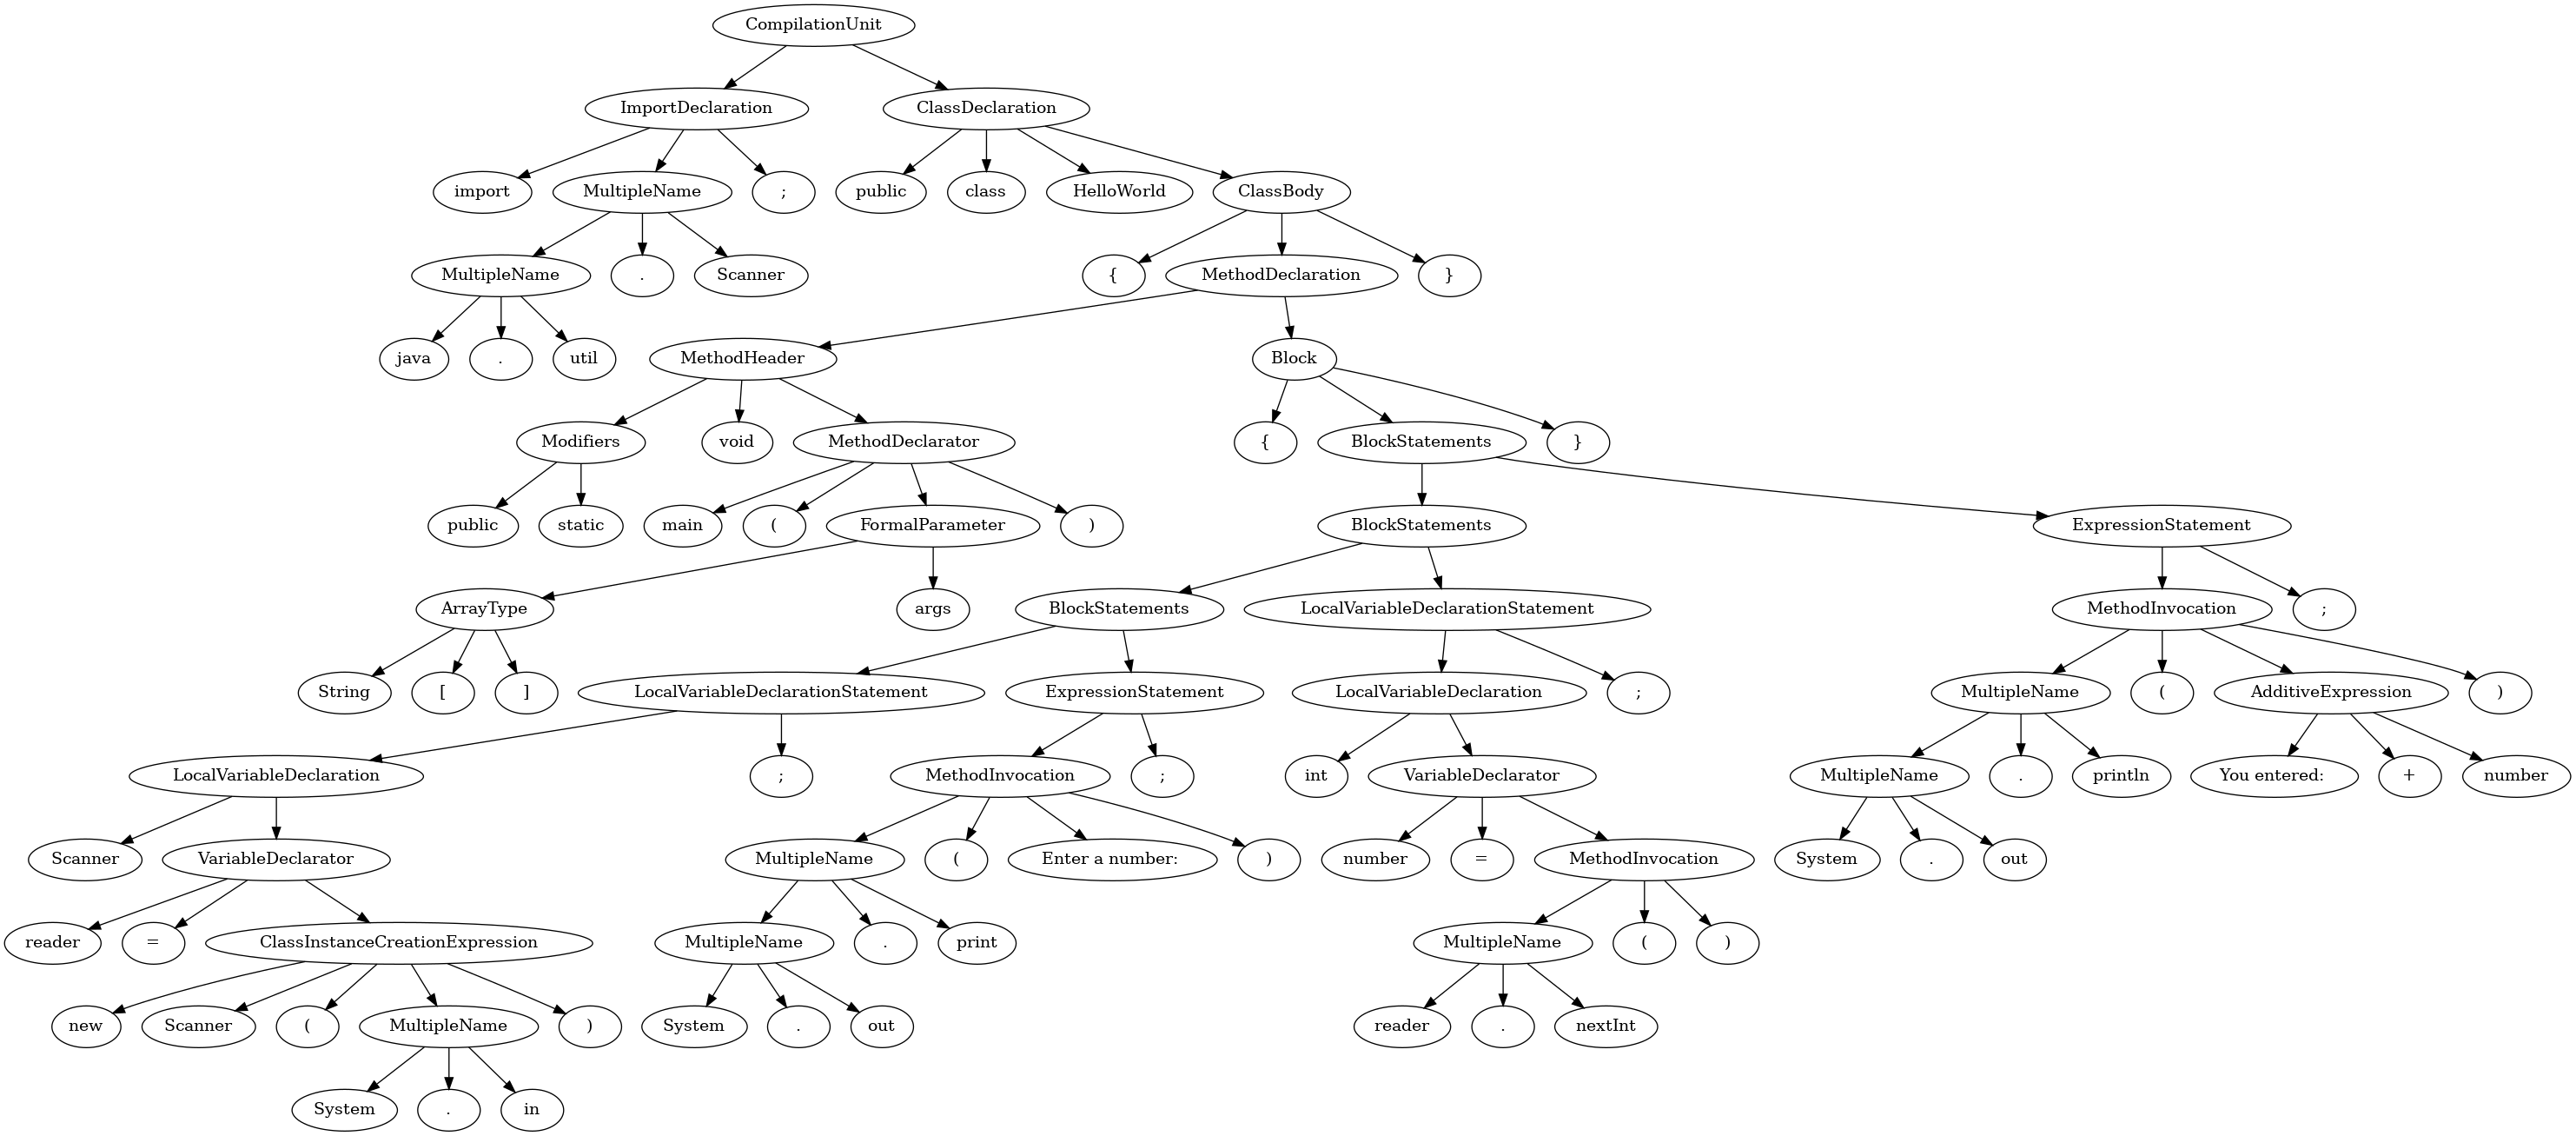 CompilationUnit
ImportDeclaration ClassDeclaration
import MultipleName ; public class HelloWorld ClassBody
MultipleName . Scanner { MethodDeclaration }
java . util MethodHeader Block
Modifiers void MethodDeclarator { BlockStatements }
public static main ( FormalParameter ) BlockStatements ExpressionStatement
ArrayType args BlockStatements LocalVariableDeclarationStatement MethodInvocation ;
String [ ] LocalVariableDeclarationStatement ExpressionStatement LocalVariableDeclaration ; MultipleName ( AdditiveExpression )
LocalVariableDeclaration ; MethodInvocation ; int VariableDeclarator MultipleName . println You entered: + number
Scanner VariableDeclarator MultipleName ( Enter a number: ) number = MethodInvocation System . out
reader = ClassInstanceCreationExpression MultipleName . print MultipleName ( )
new Scanner ( MultipleName ) System . out reader . nextInt
System . in